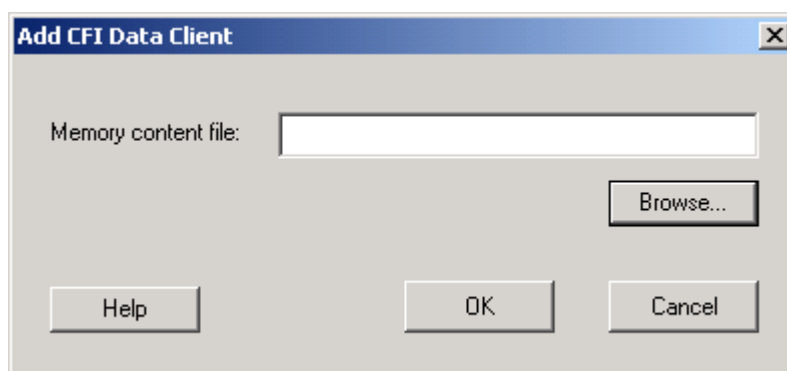 Add CFI Data Client
Memory content file:
Browse...
Help
OK
Cancel